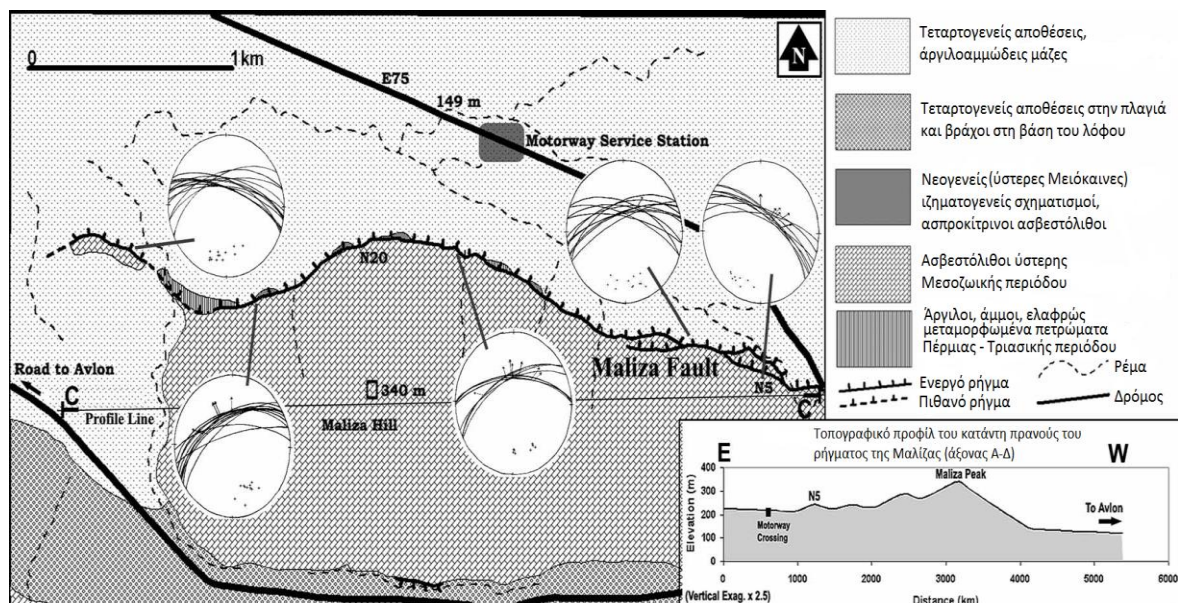 0
1km
N
E75
149 m
Motorway Service Station
N20
Maliza Fault
N5
Road to Avlon
340 m
C
C'
Profile Line
Maliza Hill
Τεταρτογενείς αποθέσεις,
άργιλοαμμώδεις μάζες
Τεταρτογενείς αποθέσεις στην πλαγιά
και βράχοι στη βάση του λόφου
Νεογενείς (ύστερες Μειόκαινες)
ιζηματογενείς σχηματισμοί,
ασπροκίτρινοι ασβεστόλιθοι
Ασβεστόλιθοι ύστερης
Μεσοζωικής περιόδου
Άργιλοι, άμμοι, ελαφρώς
μεταμορφωμένα πετρώματα
Πέρμιας - Τριασικής περιόδου
Ενεργό ρήγμα
Πιθανό ρήγμα
Ρέμα
Δρόμος
Τοπογραφικό προφίλ του κατάντη πρανούς του
ρήγματος της Μαλίζας (άξονας Α-Δ)
E
W
Maliza Peak
N5
Motorway
Crossing
To Avlon
Elevation (m)
400
300
200
100
0
0 1000 2000 3000 4000 5000 6000
(Vertical Exag. x 2.5)
Distance (km)